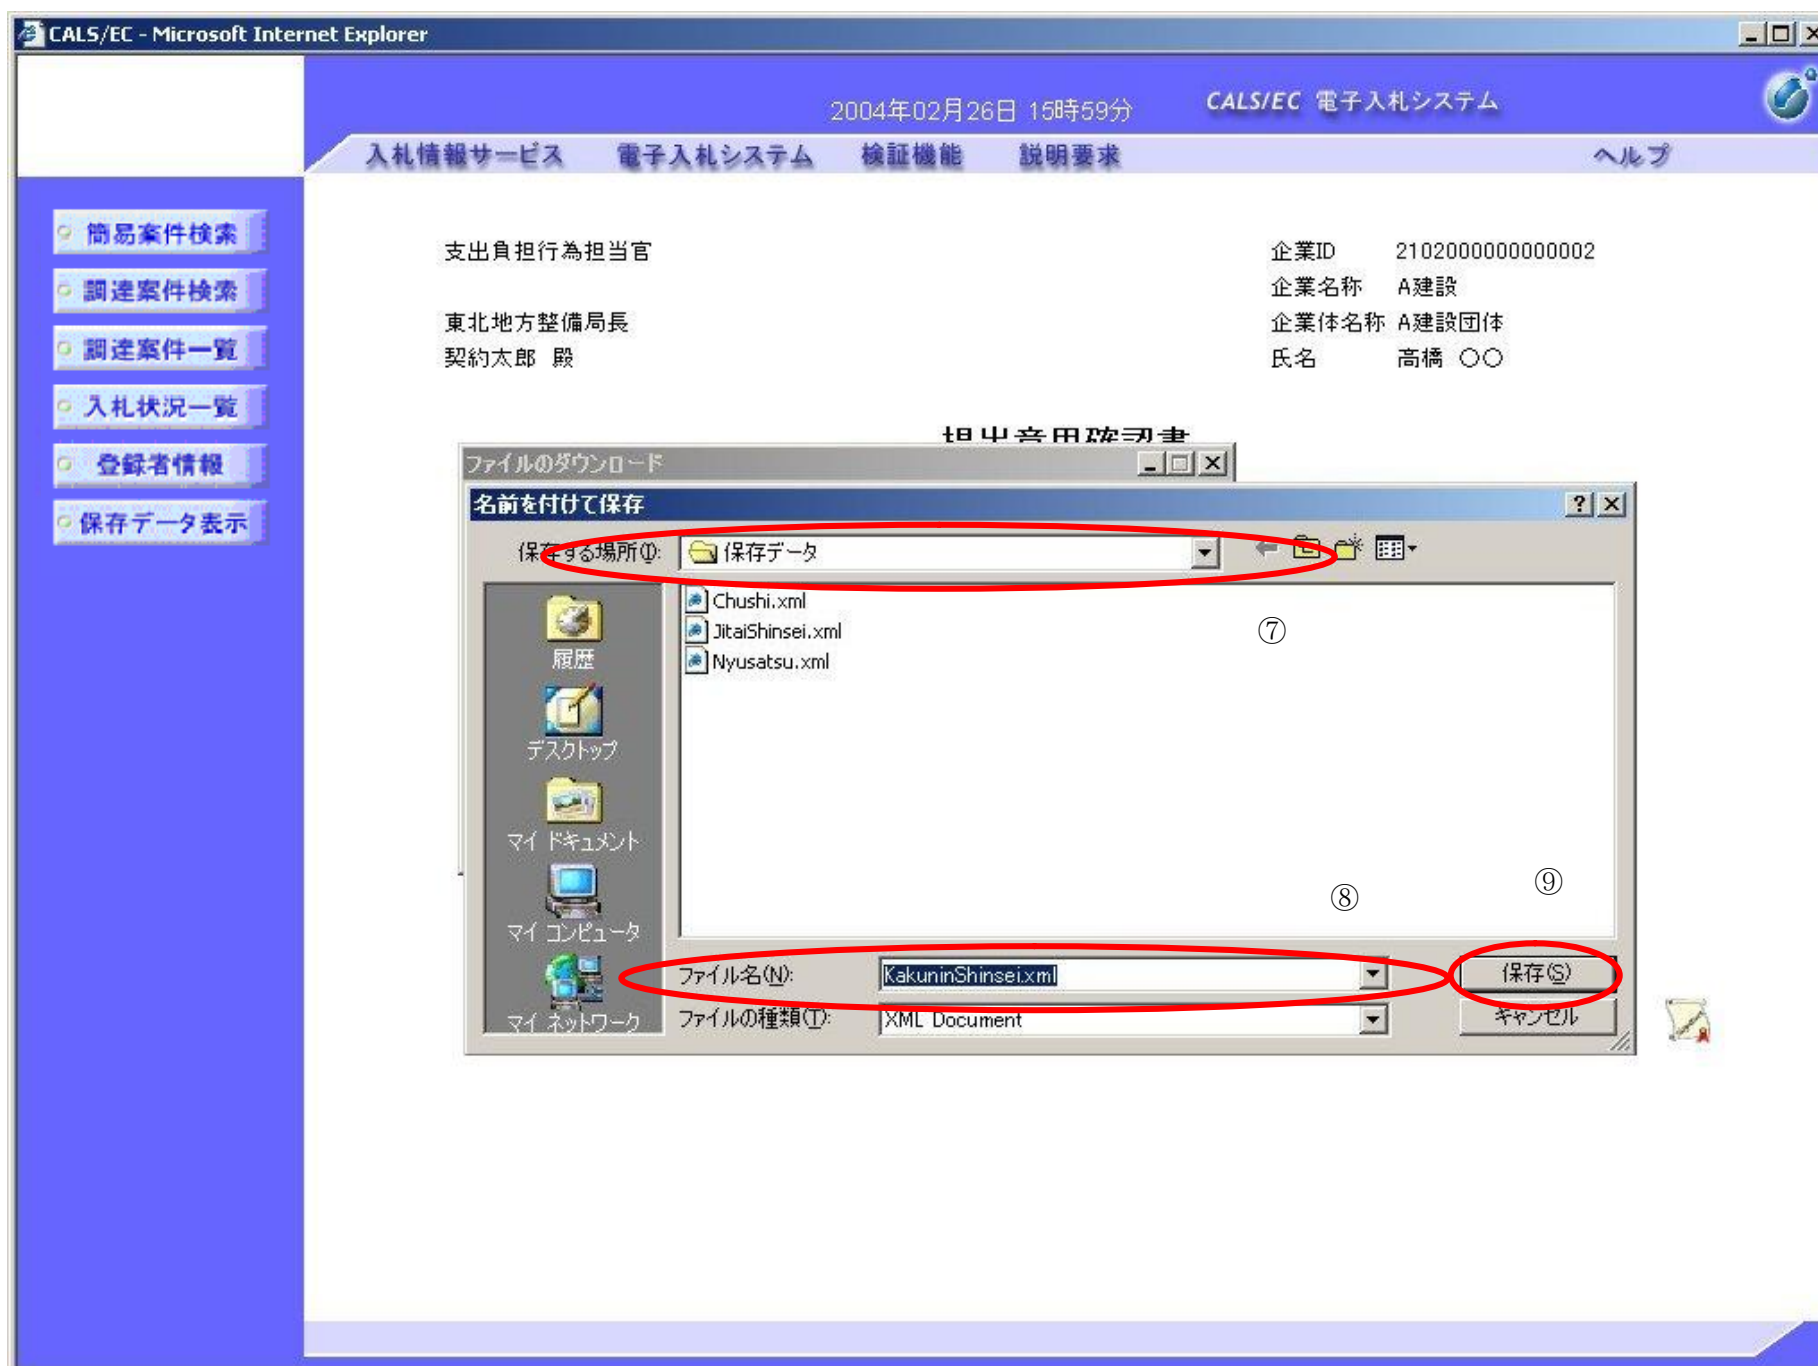 CALS/EC - Microsoft Internet Explorer
2004年02月26日 15時59分
CALS/EC 電子入札システム
入札情報サービス 電子入札システム 検証機能 説明要求 ヘルプ
簡易案件検索
調達案件検索
調達案件一覧
入札状況一覧
登録者情報
保存データ表示
支出負担行為担当官
東北地方整備局長
契約太郎 殿
企業ID 2102000000000002
企業名称 A建設
企業体名称 A建設団体
氏名 高橋 〇〇
提出意思確認書
ファイルのダウンロード
名前を付けて保存
保存する場所(I): 保存データ
履歴
デスクトップ
マイ ドキュメント
マイ コンピュータ
マイ ネットワーク
Chushi.xml
JitaiShinsei.xml
Nyusatsu.xml
⑦
⑧
⑨
ファイル名(N): KakuninShinsei.xml 保存(S)
ファイルの種類(T): XML Document キャンセル